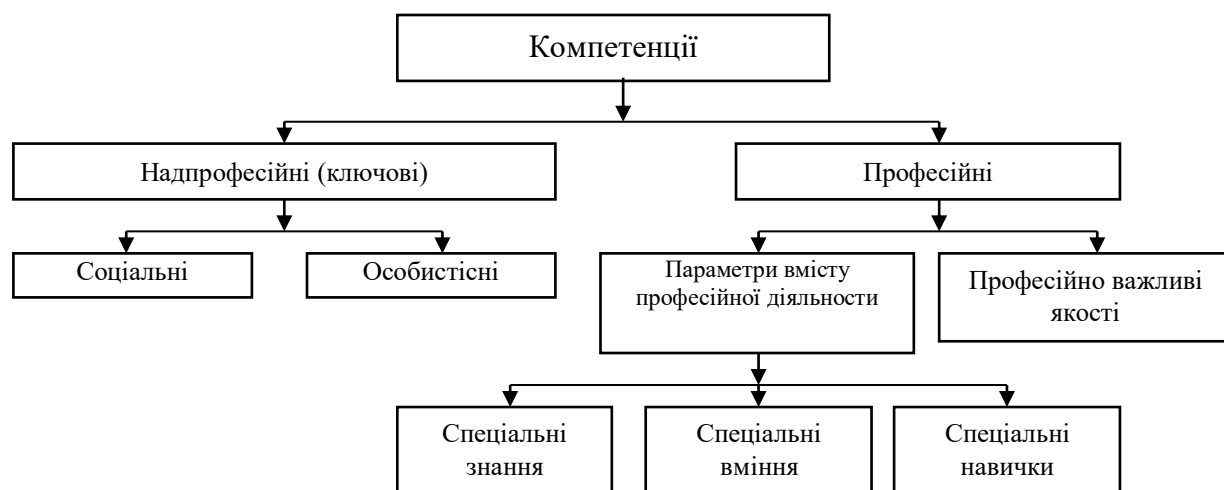 Компетенції
Надпрофесійні (ключові)
Професійні
Соціальні
Особистісні
Параметри вмісту
професійної діяльности
Професійно важливі
якості
Спеціальні
знання
Спеціальні
вміння
Спеціальні
навички